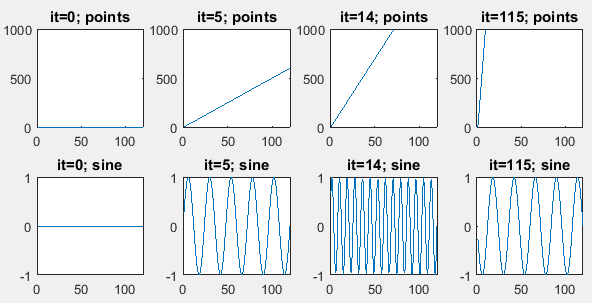 it=0; points it=5; points it=14; points it=115; points
1000 1000 1000 1000
500 500 500 500
0 0 0 0
0 50 100 0 50 100 0 50 100 0 50 100
it=0; sine it=5; sine it=14; sine it=115; sine
1 1 1 1
0 0 0 0
-1 -1 -1 -1
0 50 100 0 50 100 0 50 100 0 50 100